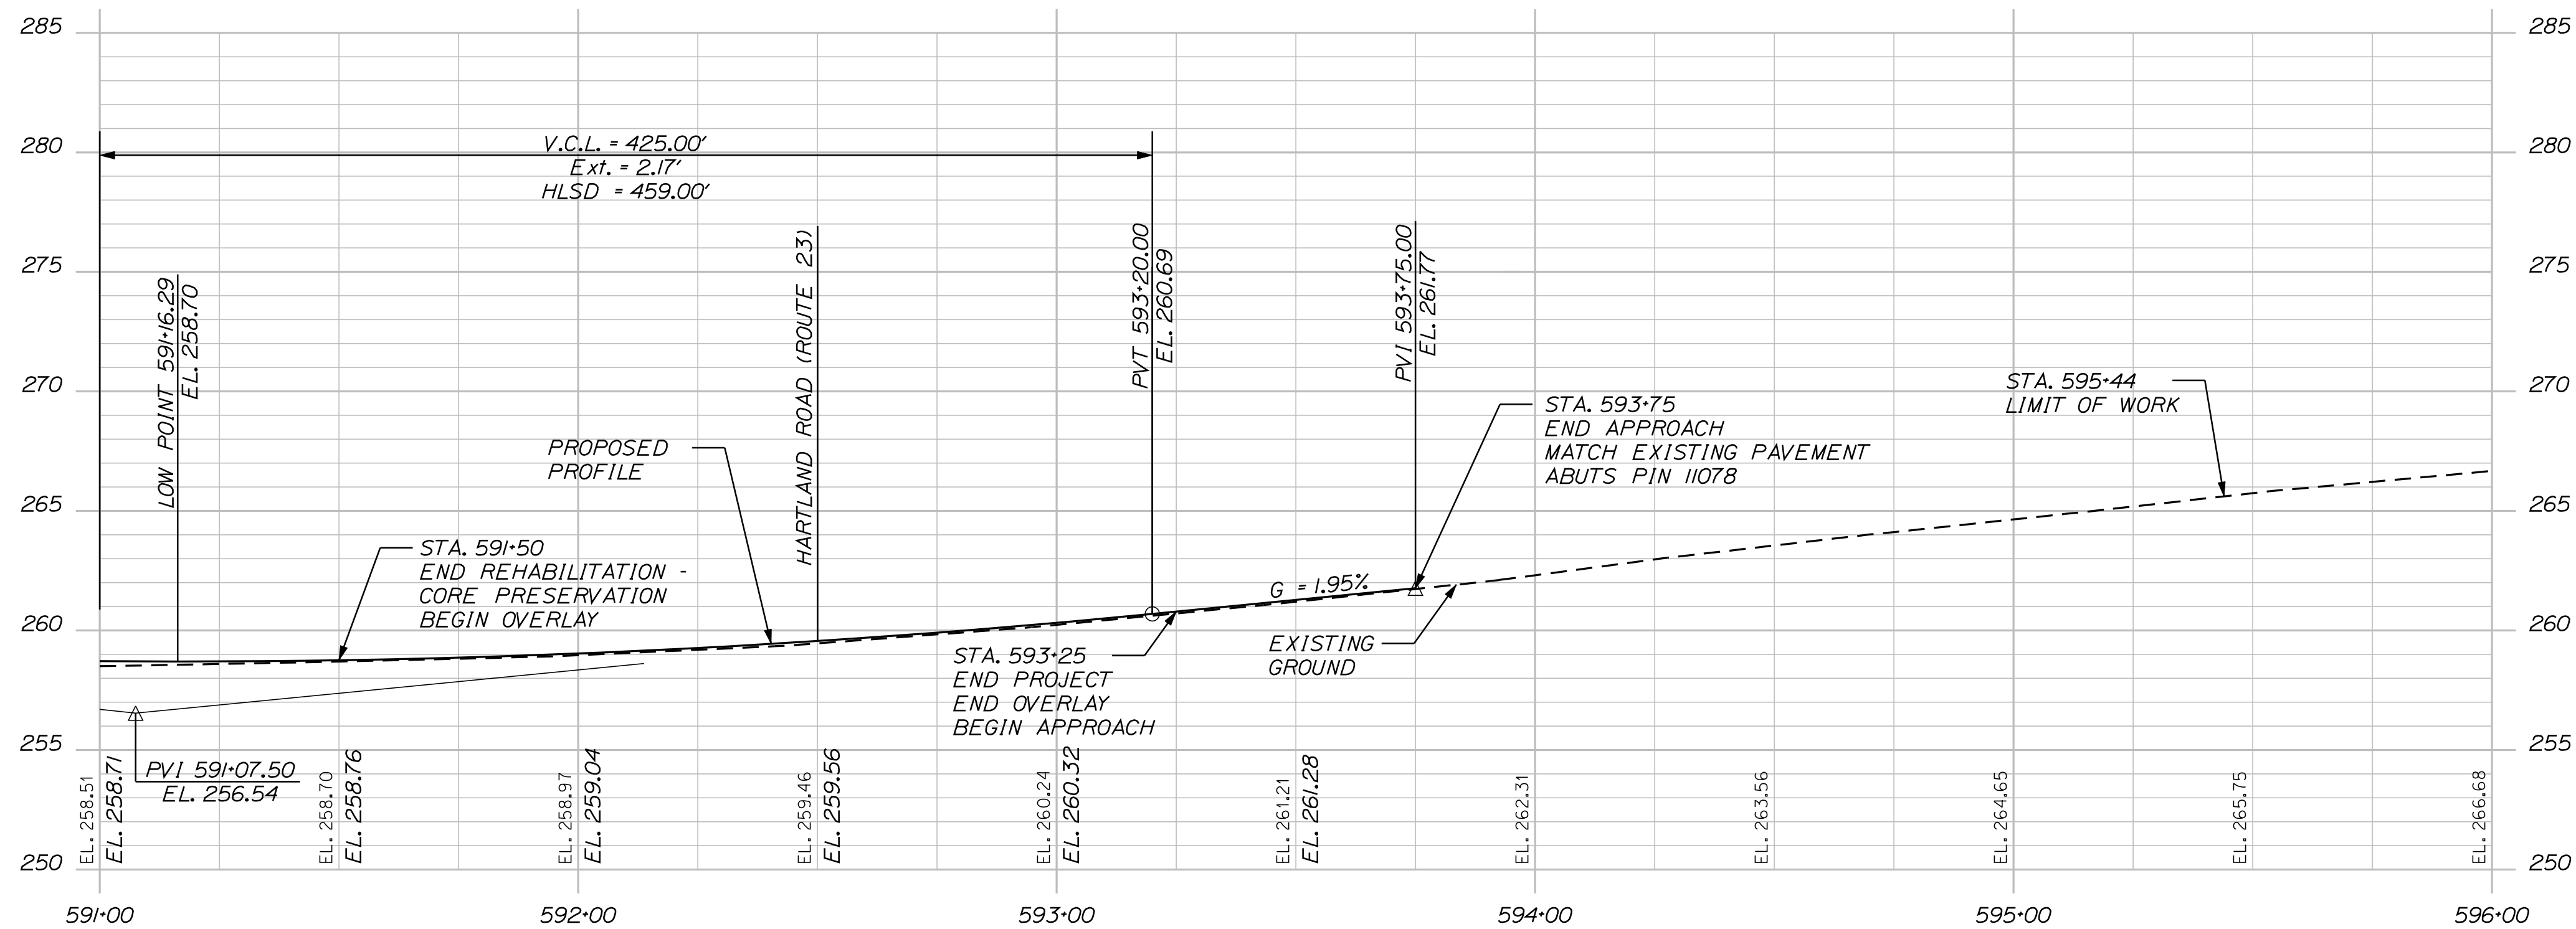 285
285
280
280
275
275
270
270
265
265
260
260
255
255
250
250
V.C.L. = 425.00'
Ext. = 2.17'
HLSD = 459.00'
LOW POINT 591+16.29
EL. 258.70
HARTLAND ROAD (ROUTE 23)
PVT 593+20.00
EL. 260.69
PVI 593+75.00
EL. 261.77
PROPOSED
PROFILE
STA. 591+50
END REHABILITATION -
CORE PRESERVATION
BEGIN OVERLAY
STA. 593+75
END APPROACH
MATCH EXISTING PAVEMENT
ABUTS PIN 11078
STA. 595+44
LIMIT OF WORK
G = 1.95%
STA. 593+25
END PROJECT
END OVERLAY
BEGIN APPROACH
EXISTING
GROUND
PVI 591+07.50
EL. 256.54
EL. 258.51
EL. 258.71
EL. 258.70
EL. 258.76
EL. 258.97
EL. 259.04
EL. 259.46
EL. 259.56
EL. 260.24
EL. 260.32
EL. 261.21
EL. 261.28
EL. 262.31
EL. 263.56
EL. 264.65
EL. 265.75
EL. 266.68
591+00
592+00
593+00
594+00
595+00
596+00